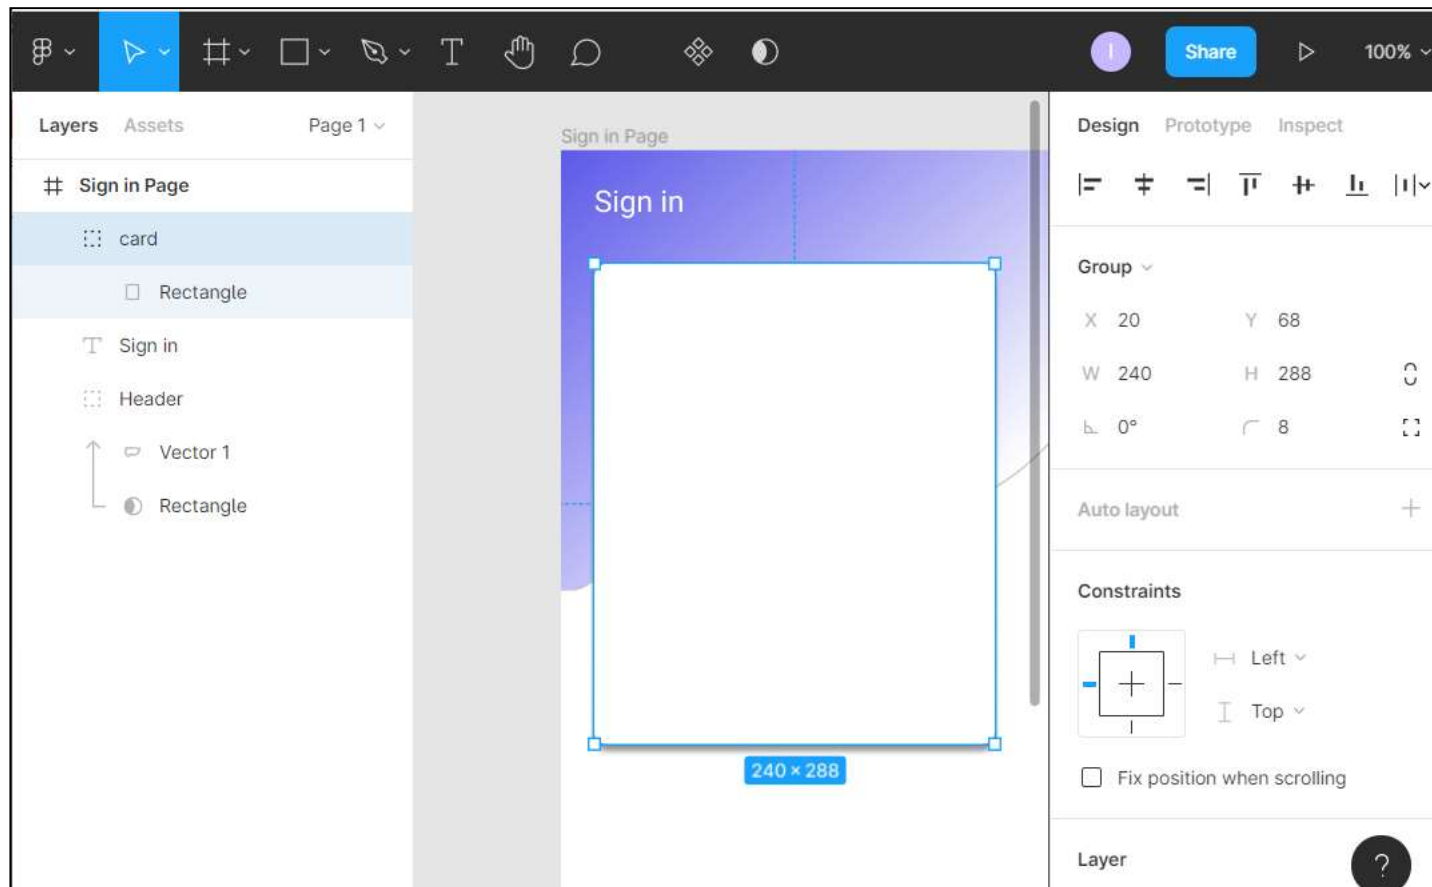 I
Share
100%
Layers Assets Page 1
Sign in Page
card
Rectangle
Sign in
Header
Vector 1
Rectangle
Sign in Page
Sign in
240 × 288
Design Prototype Inspect
Group
X 20 Y 68
W 240 H 288
0° 8
Auto layout
Constraints
Left
Top
Fix position when scrolling
Layer
?